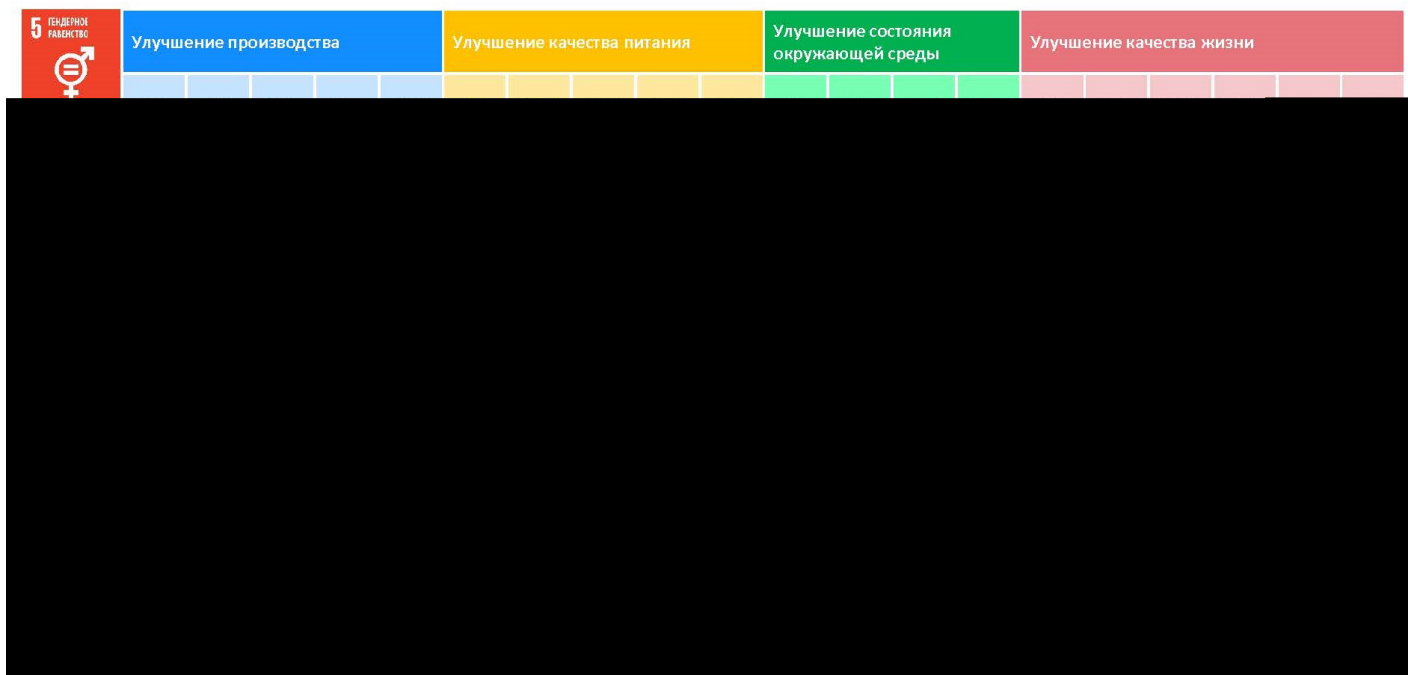 5 ГЕНДЕРНОЕ
РАВЕНСТВО
Улучшение производства
Улучшение качества питания
Улучшение состояния
окружающей среды
Улучшение качества жизни